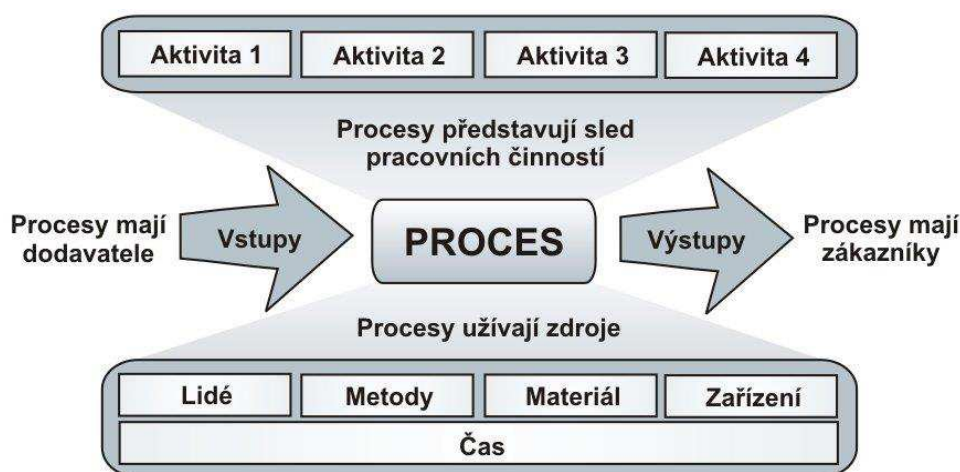 Aktivita 1
Aktivita 2
Aktivita 3
Aktivita 4
Procesy představují sled
pracovních činností
Procesy mají
dodavatele
Vstupy
PROCES
Výstupy
Procesy mají
zákazníky
Procesy užívají zdroje
Lidé
Metody
Materiál
Zařízení
Čas